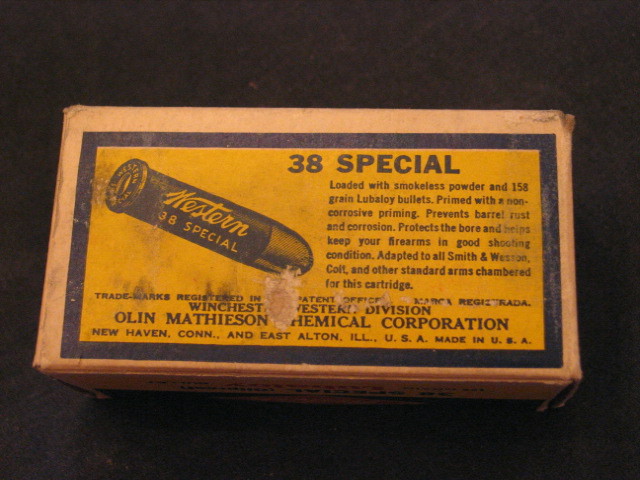 38 SPECIAL
Western
38 SPECIAL
Loaded with smokeless powder and 158
grain Lubaloy bullets. Primed with a non-
corrosive priming. Prevents barrel rust
and corrosion. Protects the bore and helps
keep your firearms in good shooting
condition. Adapted to all Smith & Wesson,
Colt, and other standard arms chambered
for this cartridge.
TRADE-MARKS REGISTERED IN PATENT OFFICE MARCA REGISTRADA.
WINCHEST WESTERN DIVISION
OLIN MATHIESON CHEMICAL CORPORATION
NEW HAVEN, CONN., AND EAST ALTON, ILL., U. S. A. MADE IN U. S. A.
38 SPECIAL